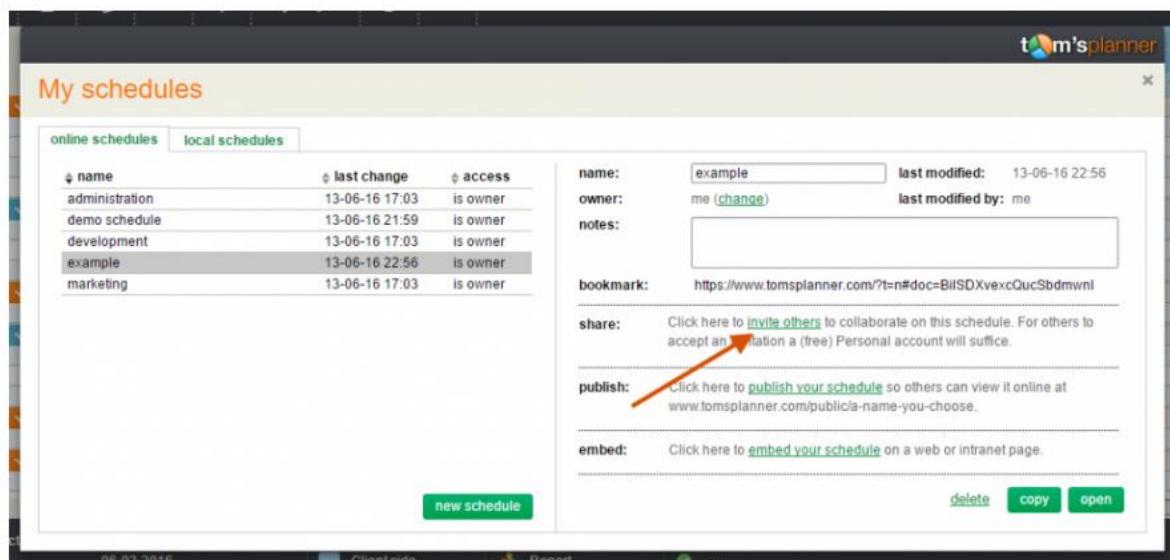 tom'splanner
My schedules
online schedules local schedules
name last change access
administration 13-06-16 17:03 is owner
demo schedule 13-06-16 21:59 is owner
development 13-06-16 17:03 is owner
example 13-06-16 22:56 is owner
marketing 13-06-16 17:03 is owner
new schedule
name: example last modified: 13-06-16 22:56
owner: me (change) last modified by: me
notes:
bookmark: https://www.tomsplanner.com/?t=n#doc=BilSDXvexcQucSbdmwnl
share: Click here to invite others to collaborate on this schedule. For others to
accept an tation a (free) Personal account will suffice.
publish: Click here to publish your schedule so others can view it online at
www.tomsplanner.com/public/a-name-you-choose.
embed: Click here to embed your schedule on a web or intranet page.
delete copy open